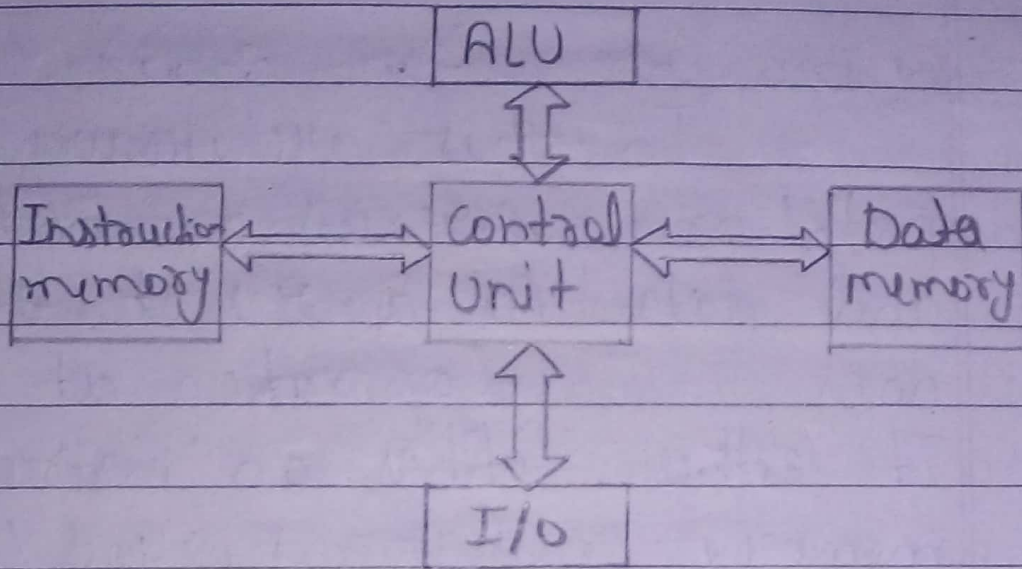 ALU
Instruction
memory
Control
Unit
Data
memory
I/O